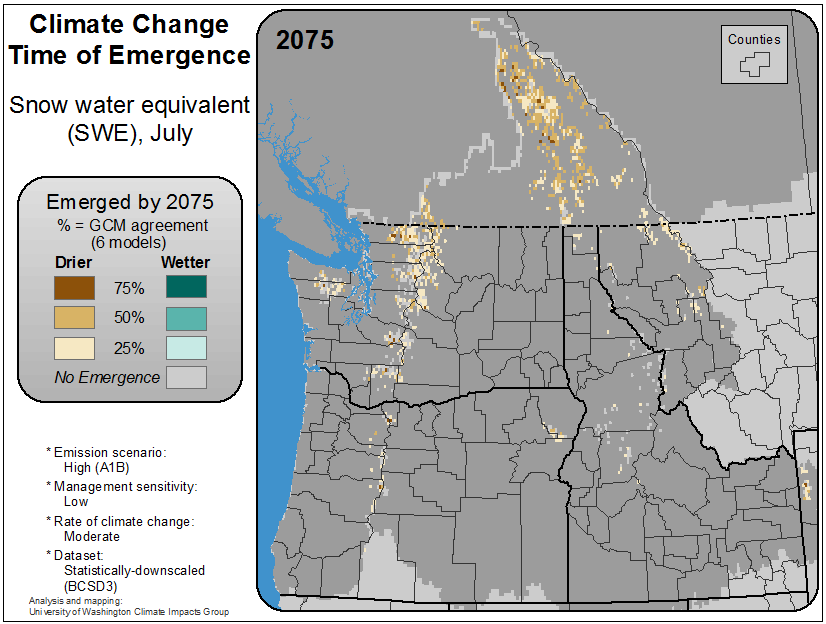 Climate Change
Time of Emergence
Snow water equivalent
(SWE), July
Emerged by 2075
% = GCM agreement
(6 models)
Drier Wetter
75%
50%
25%
No Emergence
* Emission scenario:
High (A1B)
* Management sensitivity:
Low
* Rate of climate change:
Moderate
* Dataset:
Statistically-downscaled
(BCSD3)
Analysis and mapping:
University of Washington Climate Impacts Group
2075
Counties